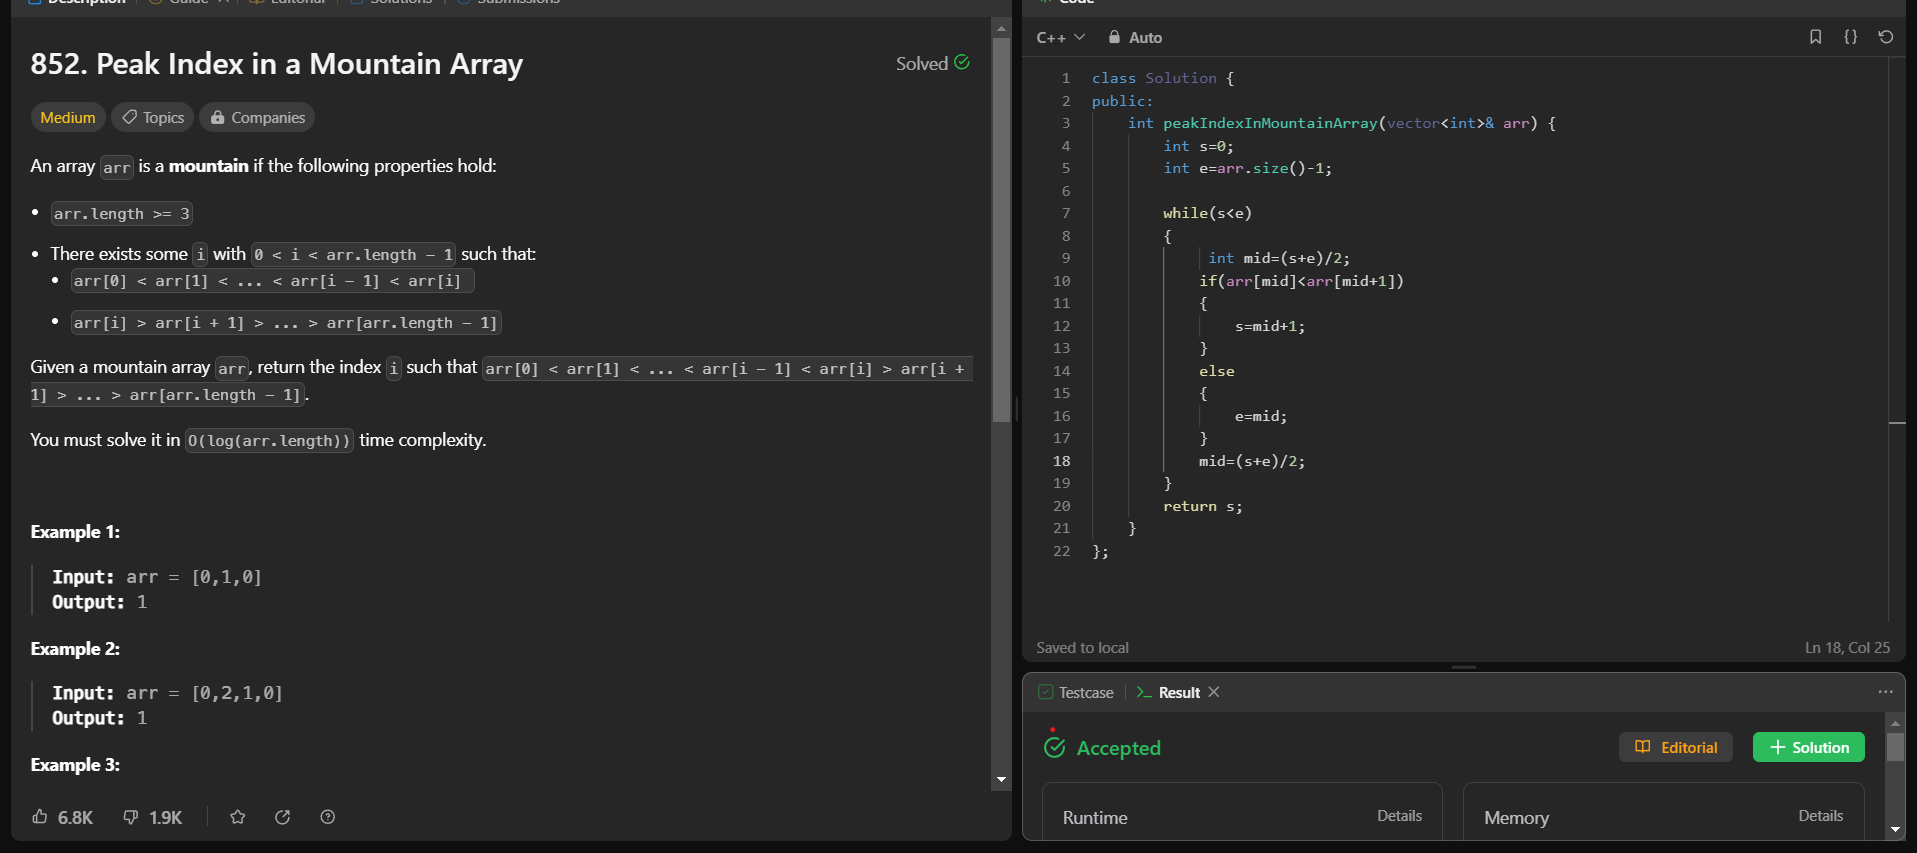 Description Guide Editorial Solutions Submissions
852. Peak Index in a Mountain Array
Solved
Medium Topics Companies
An array arr is a mountain if the following properties hold:
• arr.length >= 3
• There exists some i with 0 < i < arr.length - 1 such that:
• arr[0] < arr[1] < ... < arr[i - 1] < arr[i]
• arr[i] > arr[i + 1] > ... > arr[arr.length - 1]
Given a mountain array arr, return the index i such that arr[0] < arr[1] < ... < arr[i - 1] < arr[i] > arr[i +
1] > ... > arr[arr.length - 1].
You must solve it in O(log(arr.length)) time complexity.
Example 1:
Input: arr = [0,1,0]
Output: 1
Example 2:
Input: arr = [0,2,1,0]
Output: 1
Example 3:
6.8K 1.9K
Code
C++ Auto
1 class Solution {
2 public:
3 int peakIndexInMountainArray(vector<int>& arr) {
4 int s=0;
5 int e=arr.size()-1;
6
7 while(s<e)
8 {
9 int mid=(s+e)/2;
10 if(arr[mid]<arr[mid+1])
11 {
12 s=mid+1;
13 }
14 else
15 {
16 e=mid;
17 }
18 mid=(s+e)/2;
19 }
20 return s;
21 }
22 };
Saved to local
Ln 18, Col 25
Testcase >_ Result
Accepted
Editorial + Solution
Runtime Details
Memory Details